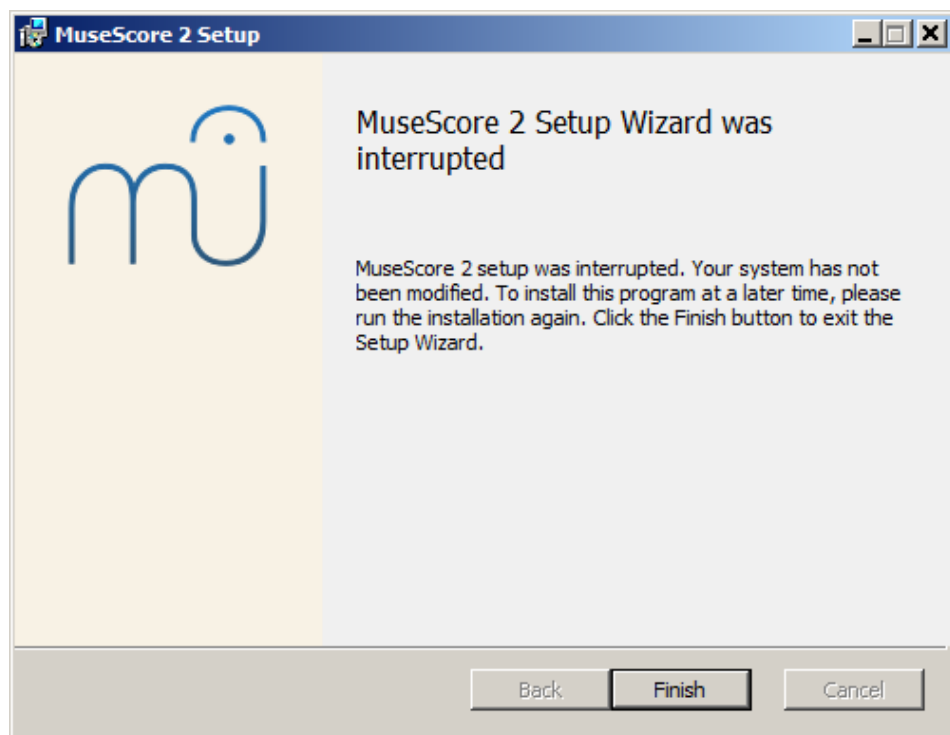 MuseScore 2 Setup
MuseScore 2 Setup Wizard was
interrupted
MuseScore 2 setup was interrupted. Your system has not
been modified. To install this program at a later time, please
run the installation again. Click the Finish button to exit the
Setup Wizard.
Back
Finish
Cancel